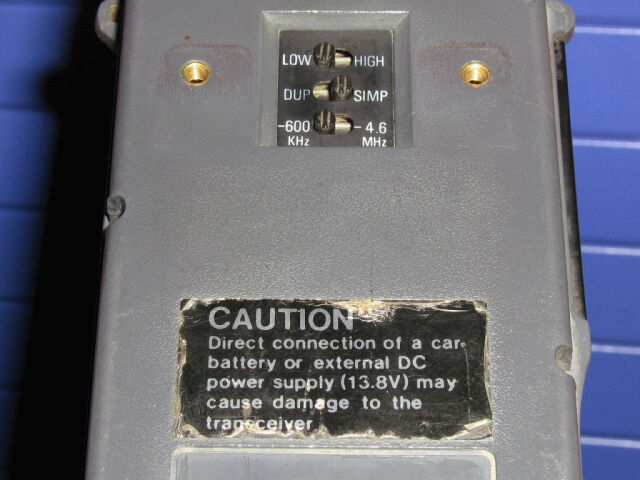 LOW HIGH
DUP SIMP
-600 -4.6
KHz MHz
CAUTION
Direct connection of a car
battery or external DC
power supply (13.8V) may
cause damage to the
transceiver